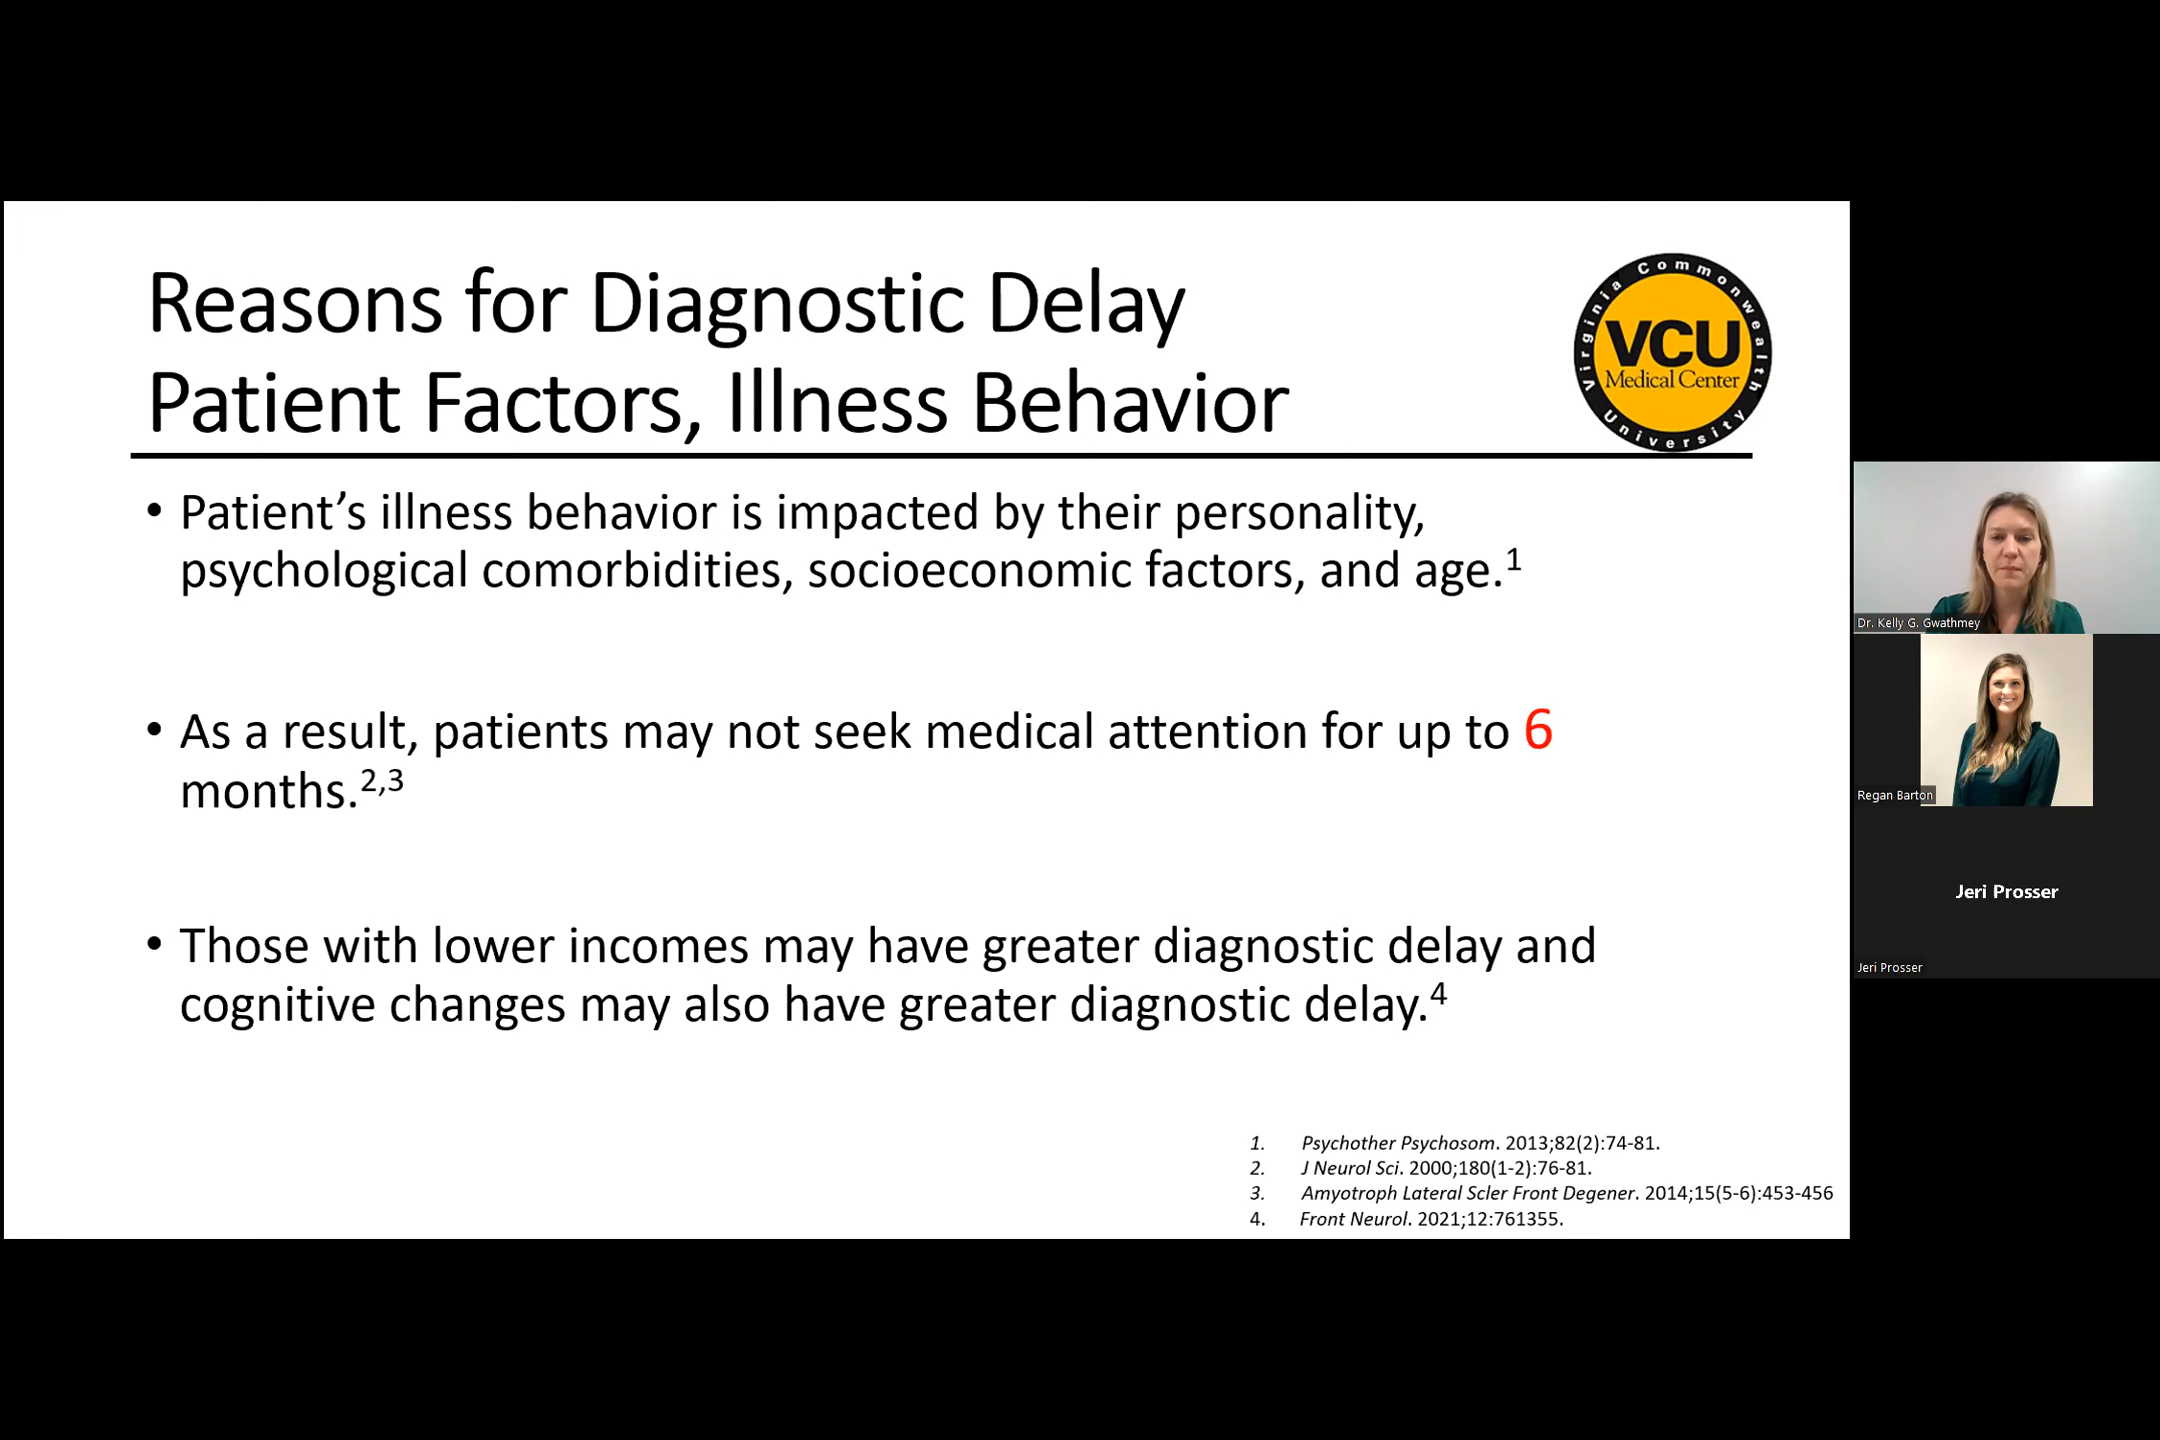 Reasons for Diagnostic Delay
Patient Factors, Illness Behavior
Virginia Commonwealth University
VCU
Medical Center
• Patient’s illness behavior is impacted by their personality,
psychological comorbidities, socioeconomic factors, and age.1
• As a result, patients may not seek medical attention for up to 6
months.2,3
• Those with lower incomes may have greater diagnostic delay and
cognitive changes may also have greater diagnostic delay.4
1. Psychother Psychosom. 2013;82(2):74-81.
2. J Neurol Sci. 2000;180(1-2):76-81.
3. Amyotroph Lateral Scler Front Degener. 2014;15(5-6):453-456
4. Front Neurol. 2021;12:761355.
Dr. Kelly G. Gwathmey
Regan Barton
Jeri Prosser
Jeri Prosser